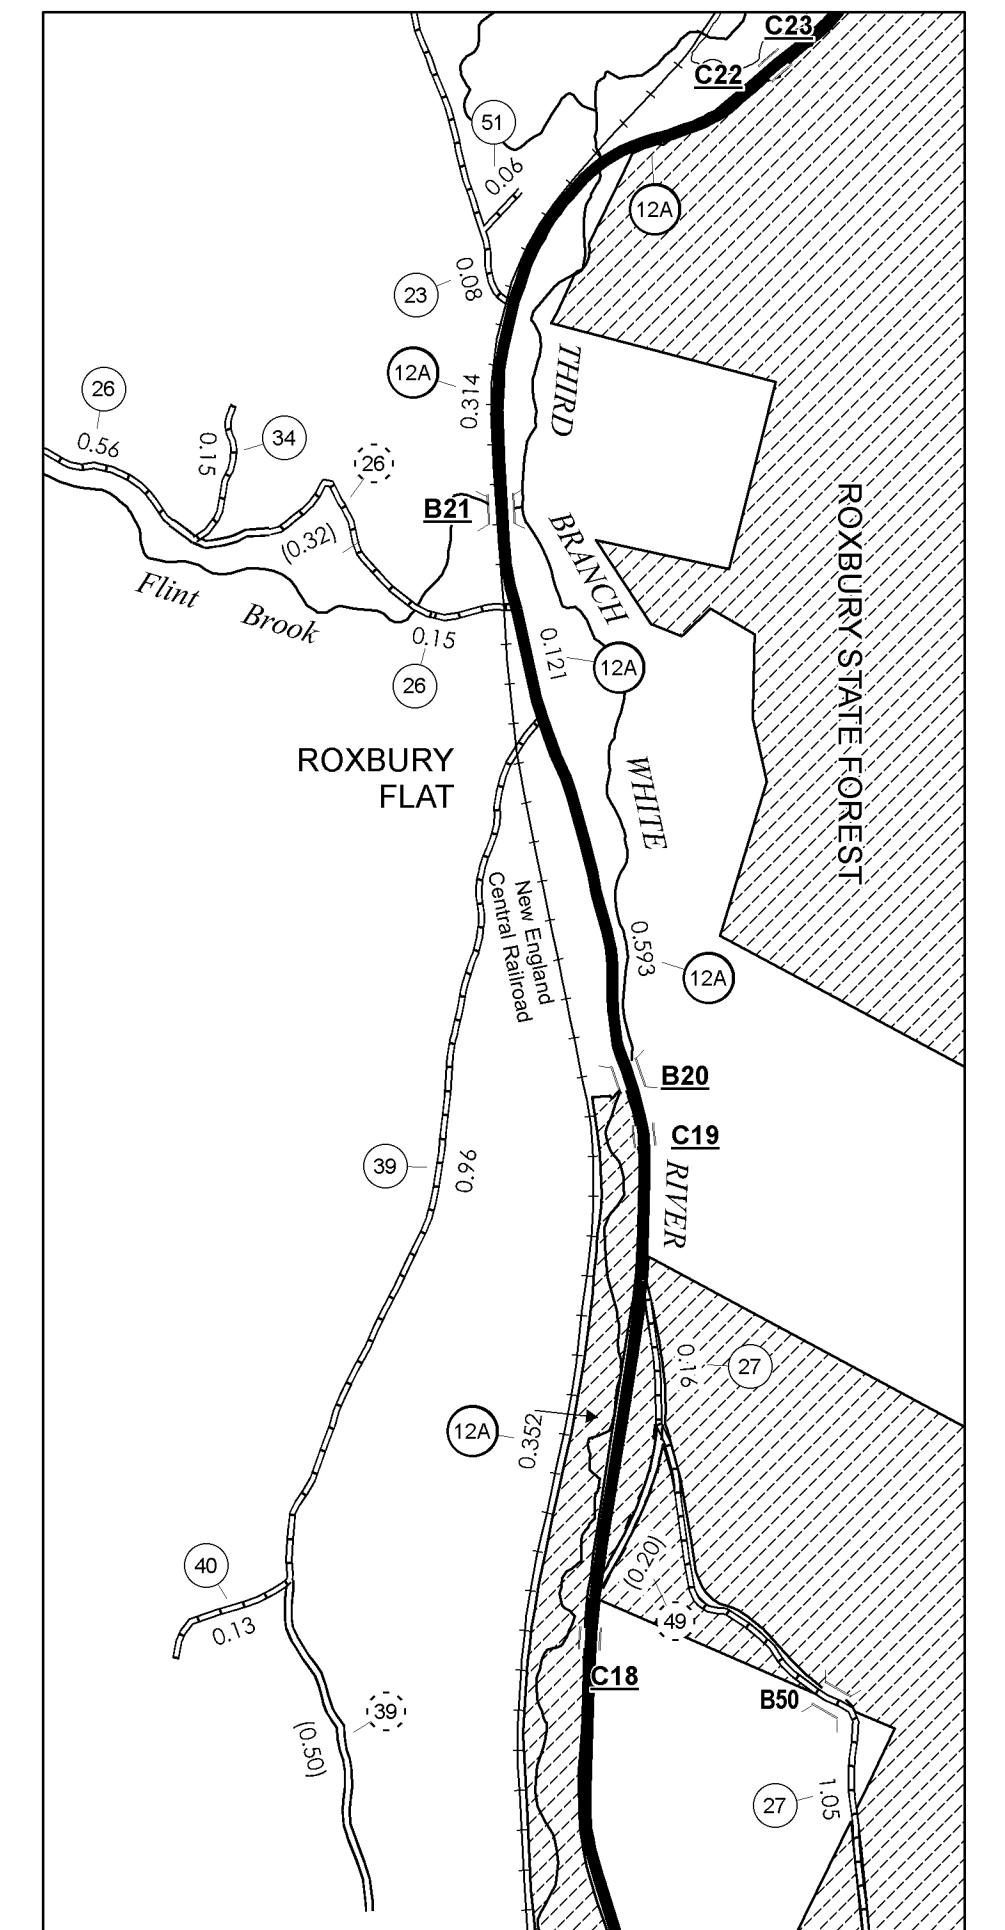 C23
C22
51
0.06
12A
0.08
23
12A
0.314
THIRD
26
0.56
0.15
34
26
(0.32)
B21
BRANCH
Flint
Brook
0.15
26
0.121
12A
ROXBURY STATE FOREST
ROXBURY
FLAT
WHITE
New England
Central Railroad
0.593
12A
B20
C19
RIVER
39
0.96
0.16
27
12A
0.352
40
0.13
(0.20)
49
C18
B50
39
(0.50)
27
1.05